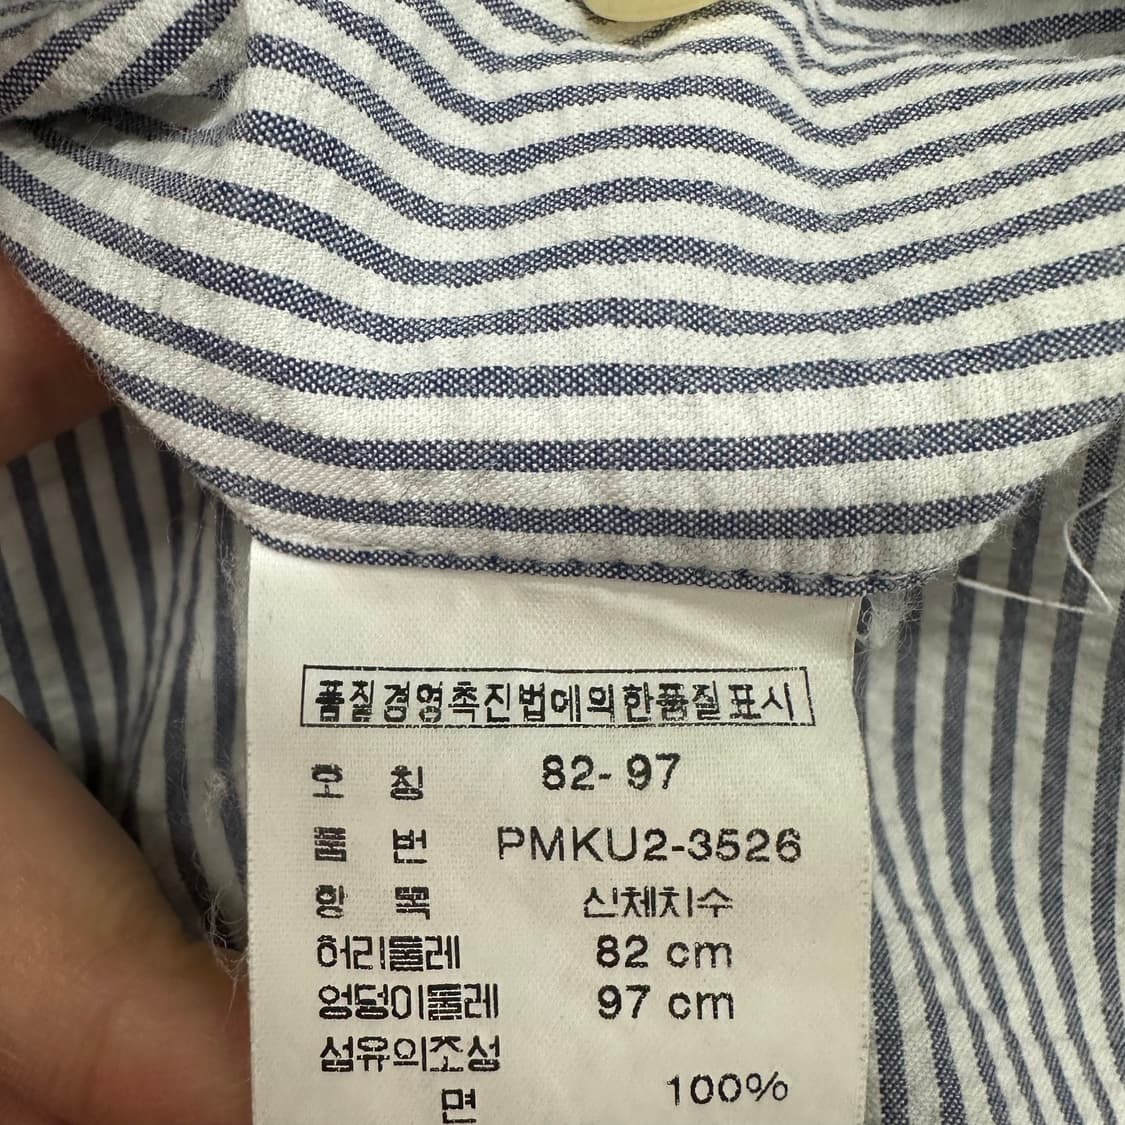 품질경영촉진법에의한품질표시
호 칭 82-97
품 번 PMKU2-3526
항 목 신체치수
허리둘레 82 cm
엉덩이둘레 97 cm
섬유의조성
면 100%